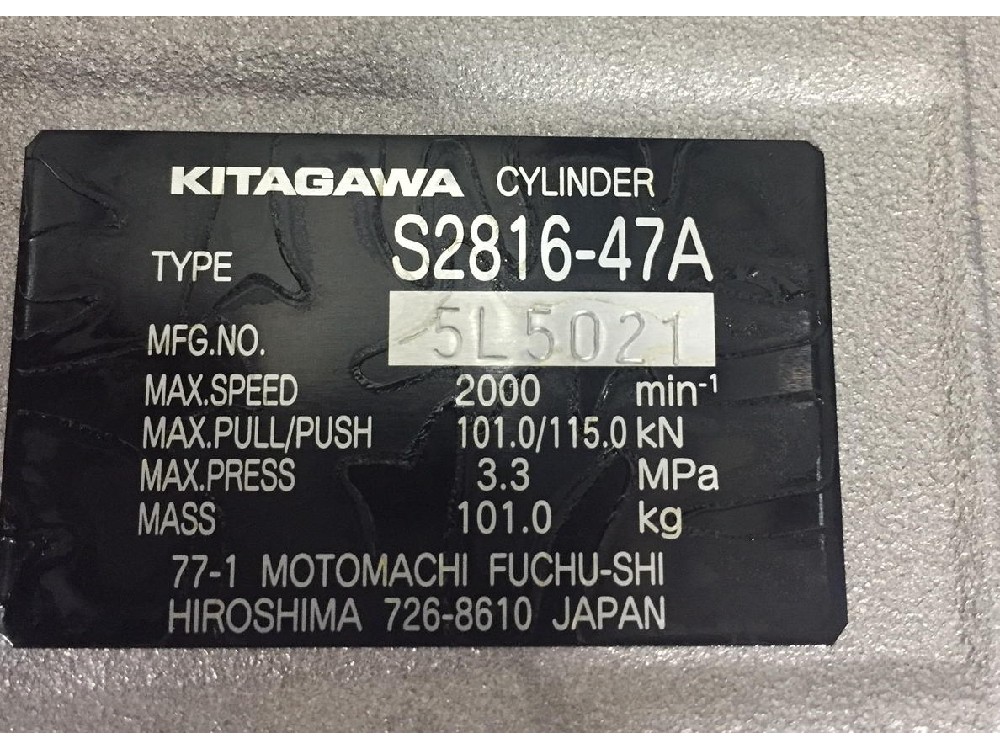 KITAGAWA CYLINDER
TYPE S2816-47A
MFG.NO. 5L5021
MAX.SPEED 2000 min⁻¹
MAX.PULL/PUSH 101.0/115.0 kN
MAX.PRESS 3.3 MPa
MASS 101.0 kg
77-1 MOTOMACHI FUCHU-SHI
HIROSHIMA 726-8610 JAPAN